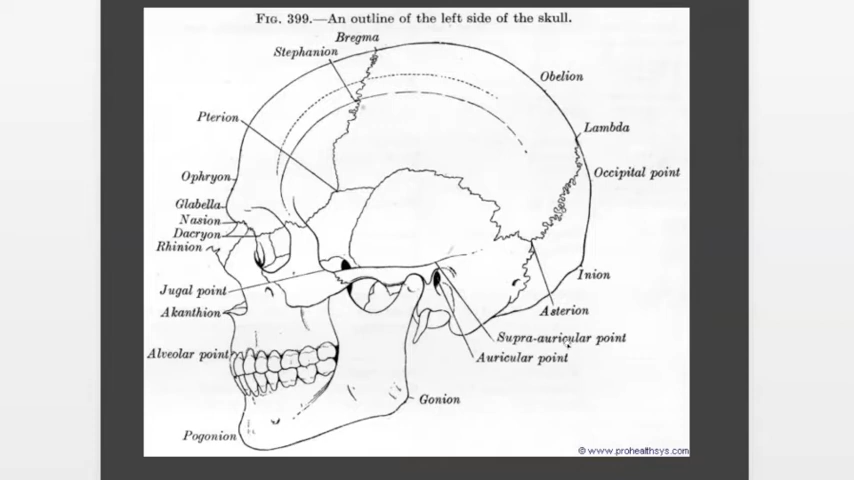 FIG. 399.—An outline of the left side of the skull.
Bregma
Stephanion
Obelion
Pterion
Lambda
Occipital point
Ophryon
Glabella
Nasion
Dacryon
Rhinion
Inion
Jugal point
Akanthion
Asterion
Supra-auricular point
Alveolar point
Auricular point
Gonion
Pogonion
© www.prohealthsys.com